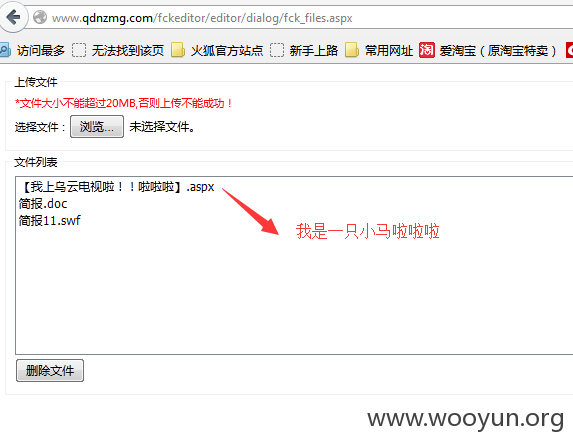 www.qdnzmg.com/fckeditor/editor/dialog/fck_files.aspx
访问最多 无法找到该页 火狐官方站点 新手上路 常用网址 淘 爱淘宝（原淘宝特卖）
上传文件
*文件大小不能超过20MB,否则上传不能成功！
选择文件： 浏览... 未选择文件。
文件列表
【我上乌云电视啦！！啦啦啦】.aspx
简报.doc
简报11.swf
我是一只小马啦啦啦
删除文件
www.wooyun.org